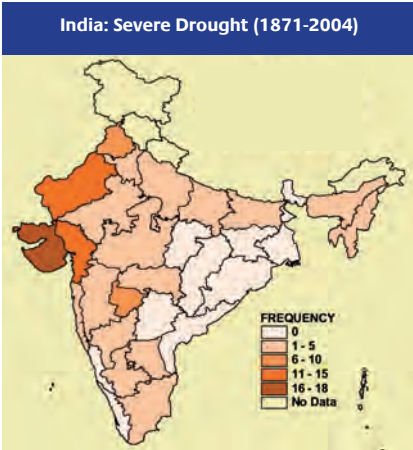 India: Severe Drought (1871-2004)
FREQUENCY
0
1 - 5
6 - 10
11 - 15
16 - 18
No Data